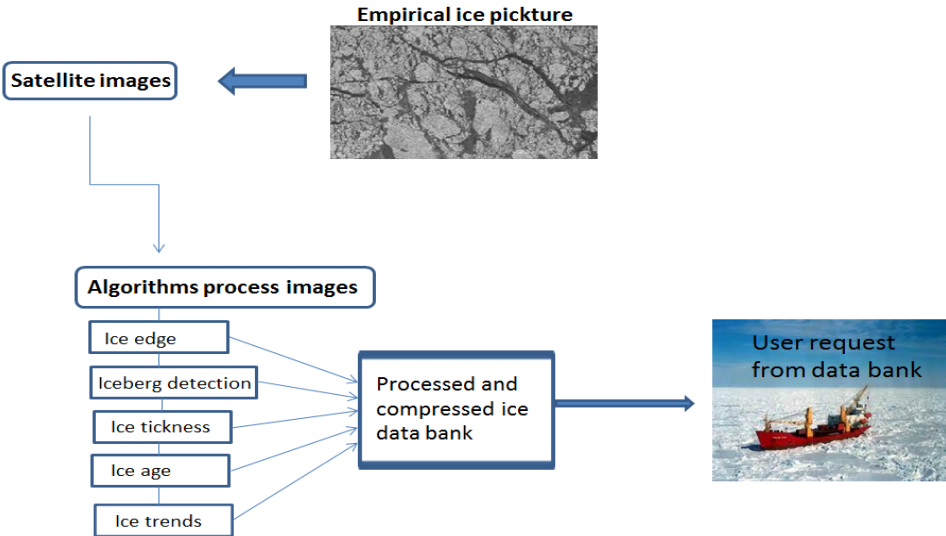 Empirical ice pickture
Satellite images
Algorithms process images
Ice edge
Iceberg detection
Ice tickness
Ice age
Ice trends
Processed and
compressed ice
data bank
User request
from data bank